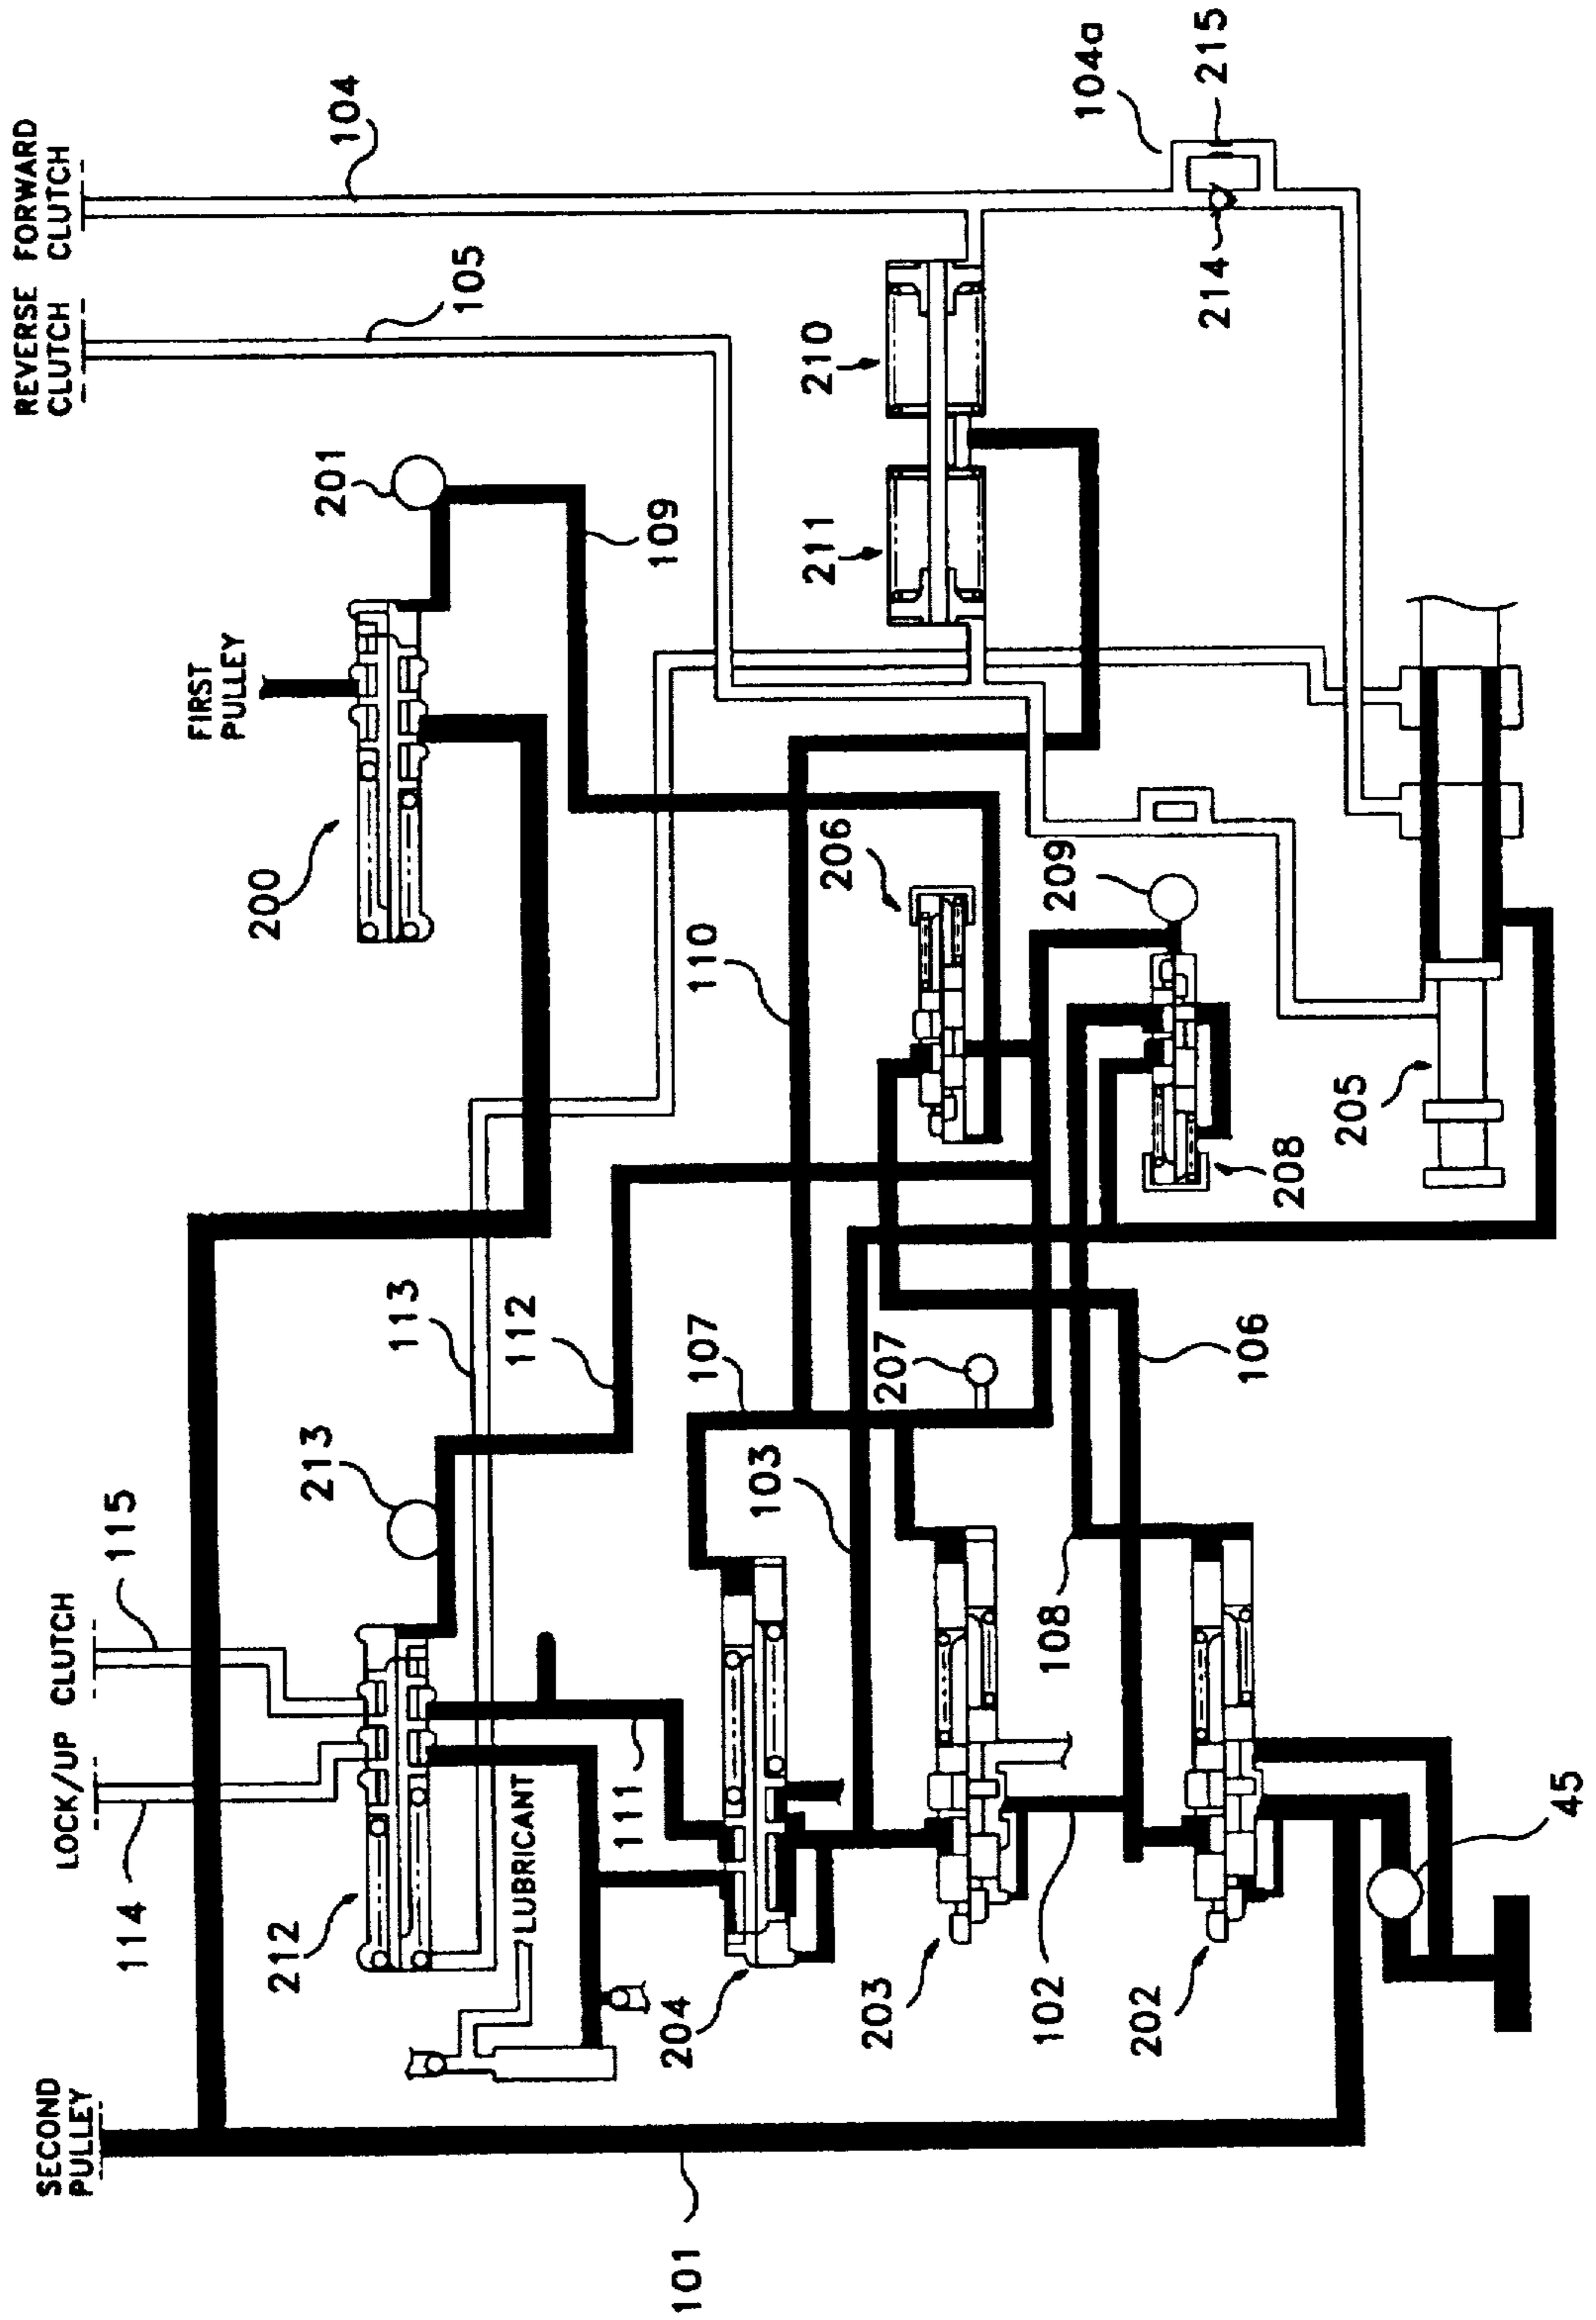 SECOND
PULLEY
LOCK/UP CLUTCH
114
115
212
213
113
112
FIRST
PULLEY
200
201
REVERSE
CLUTCH
FORWARD
CLUTCH
104
105
109
LUBRICANT
111
101
204
107
110
103
207
206
211
210
104a
214
215
209
203
102
108
106
208
205
202
45